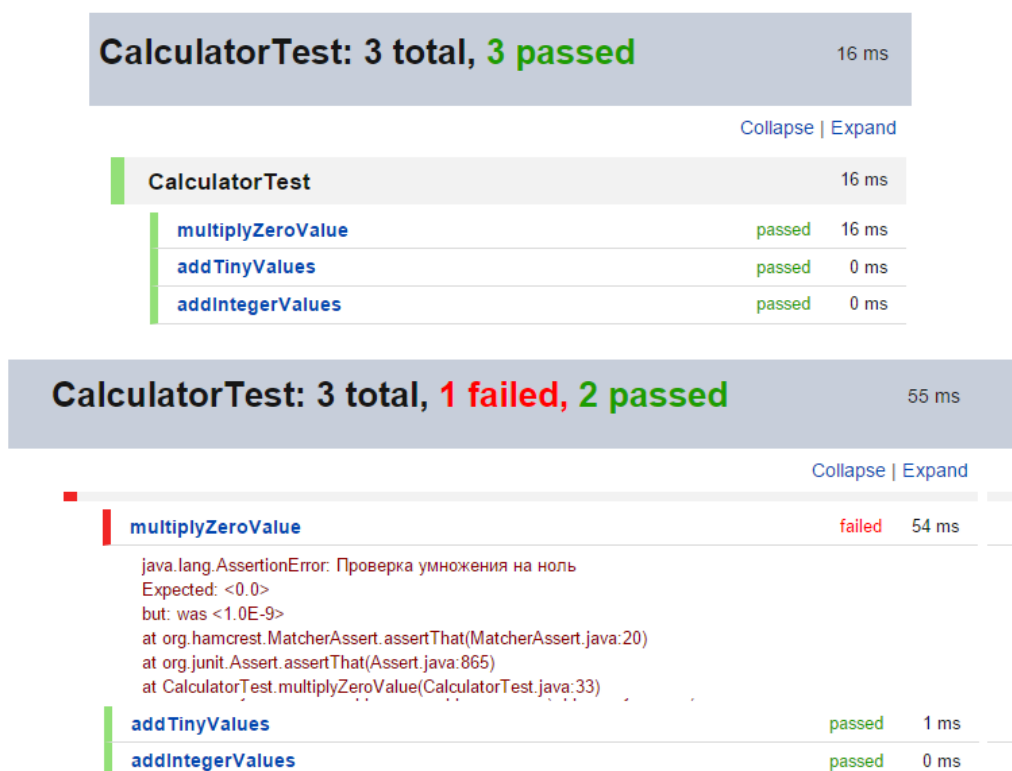 CalculatorTest: 3 total, 3 passed 16 ms
Collapse | Expand
CalculatorTest 16 ms
multiplyZeroValue passed 16 ms
addTinyValues passed 0 ms
addIntegerValues passed 0 ms
CalculatorTest: 3 total, 1 failed, 2 passed 55 ms
Collapse | Expand
multiplyZeroValue failed 54 ms
java.lang.AssertionError: Проверка умножения на ноль
Expected: <0.0>
but: was <1.0E-9>
at org.hamcrest.MatcherAssert.assertThat(MatcherAssert.java:20)
at org.junit.Assert.assertThat(Assert.java:865)
at CalculatorTest.multiplyZeroValue(CalculatorTest.java:33)
addTinyValues passed 1 ms
addIntegerValues passed 0 ms